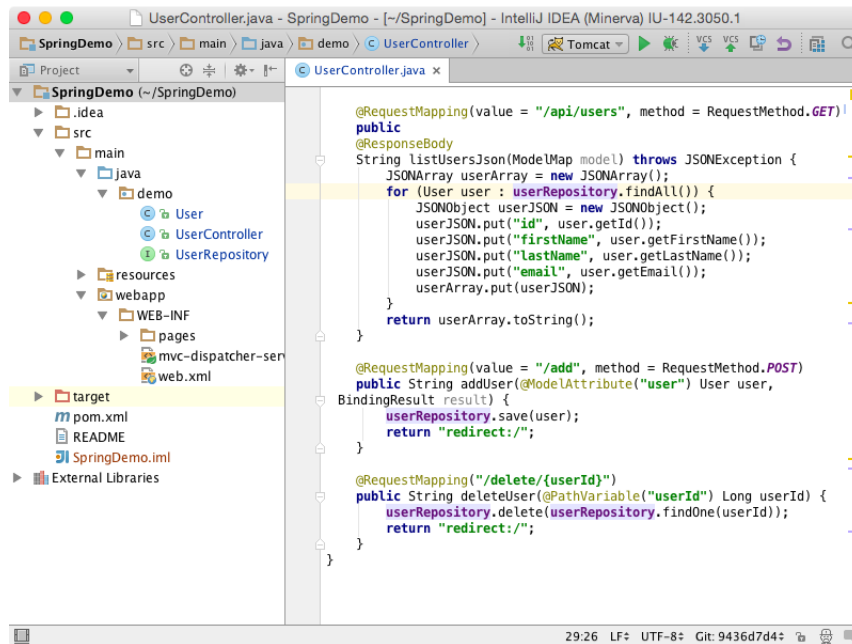 UserController.java - SpringDemo - [~/SpringDemo] - IntelliJ IDEA (Minerva) IU-142.3050.1
SpringDemo src main java demo UserController Tomcat VCS VCS
Project
UserController.java ×
SpringDemo (~/SpringDemo)
.idea
src
main
java
demo
User
UserController
UserRepository
resources
webapp
WEB-INF
pages
mvc-dispatcher-ser
web.xml
target
pom.xml
README
SpringDemo.iml
External Libraries
@RequestMapping(value = "/api/users", method = RequestMethod.GET)
public
@ResponseBody
String listUsersJson(ModelMap model) throws JSONException {
JSONArray userArray = new JSONArray();
for (User user : userRepository.findAll()) {
JSONObject userJSON = new JSONObject();
userJSON.put("id", user.getId());
userJSON.put("firstName", user.getFirstName());
userJSON.put("lastName", user.getLastName());
userJSON.put("email", user.getEmail());
userArray.put(userJSON);
}
return userArray.toString();
}
@RequestMapping(value = "/add", method = RequestMethod.POST)
public String addUser(@ModelAttribute("user") User user,
BindingResult result) {
userRepository.save(user);
return "redirect:/";
}
@RequestMapping("/delete/{userId}")
public String deleteUser(@PathVariable("userId") Long userId) {
userRepository.delete(userRepository.findOne(userId));
return "redirect:/";
}
}
29:26 LF UTF-8 Git: 9436d7d4